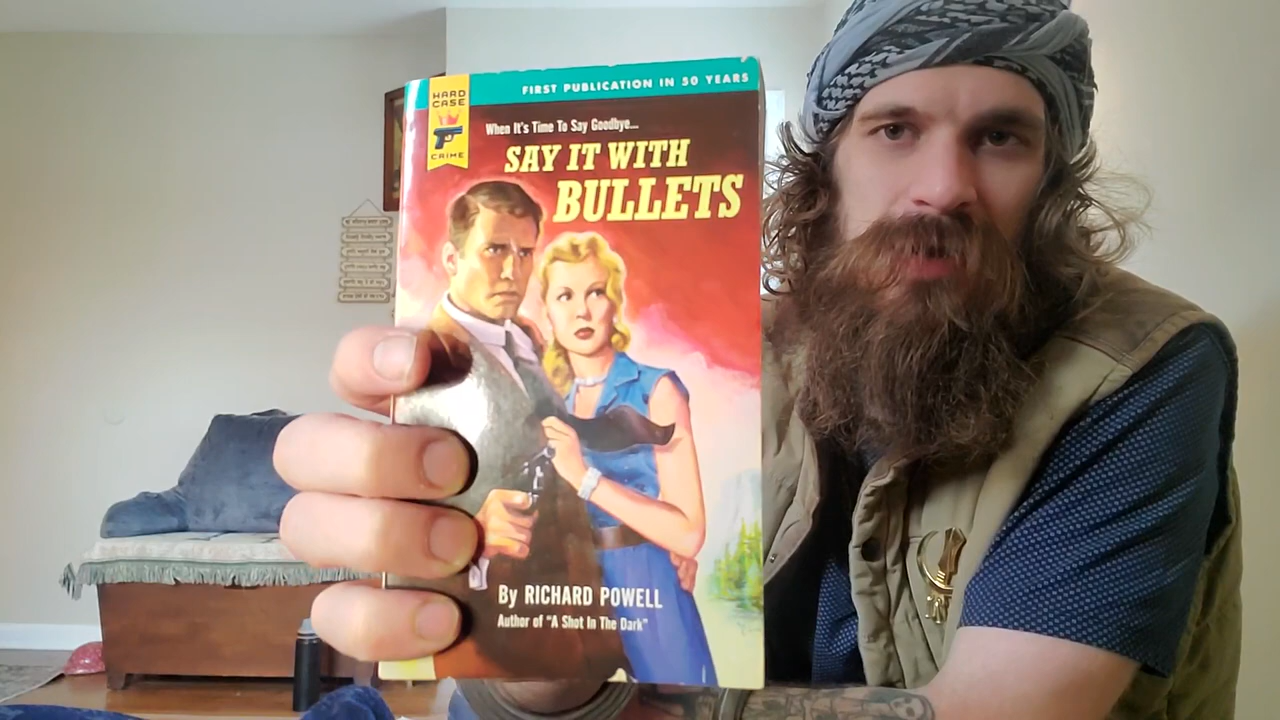 FIRST PUBLICATION IN 50 YEARS
HARD
CASE
CRIME
When It's Time To Say Goodbye...
SAY IT WITH
BULLETS
By RICHARD POWELL
Author of "A Shot In The Dark"